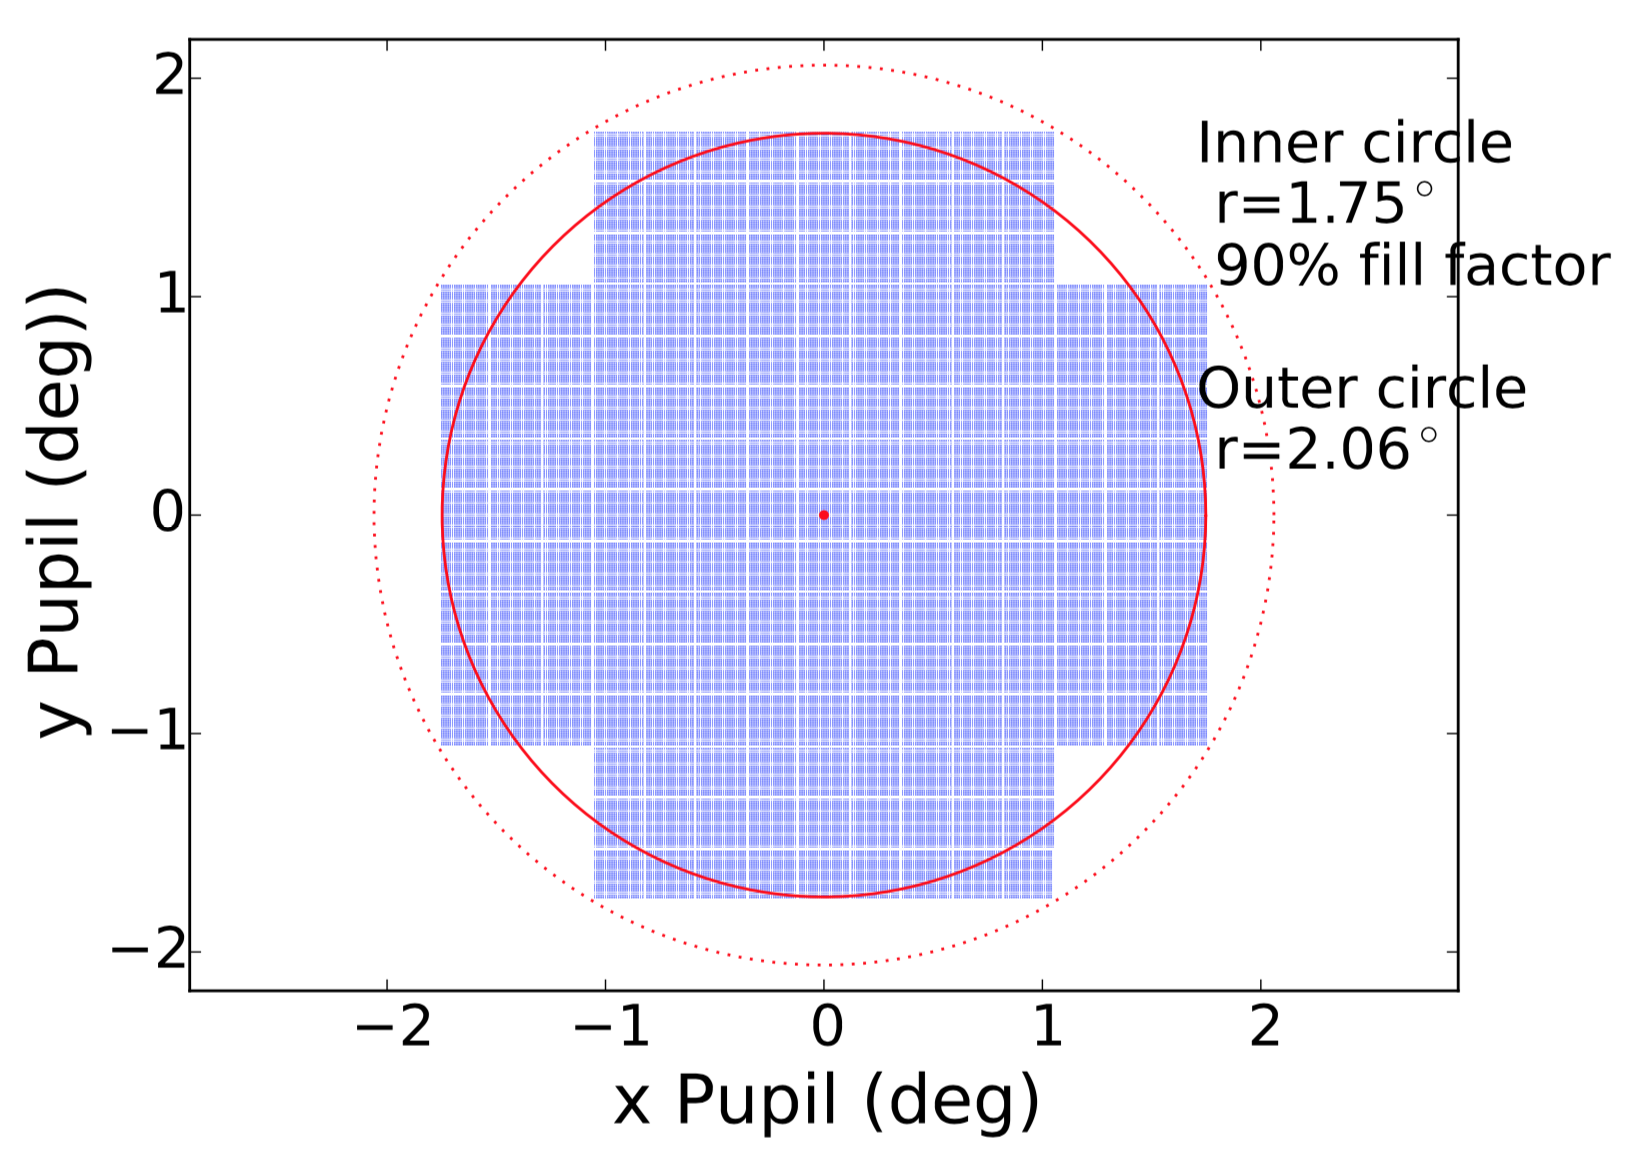 2
1
0
−1
−2
y Pupil (deg))
−2
−1
0
1
2
x Pupil (deg)
Inner circle
r=1.75°
90% fill factor
Outer circle
r=2.06°